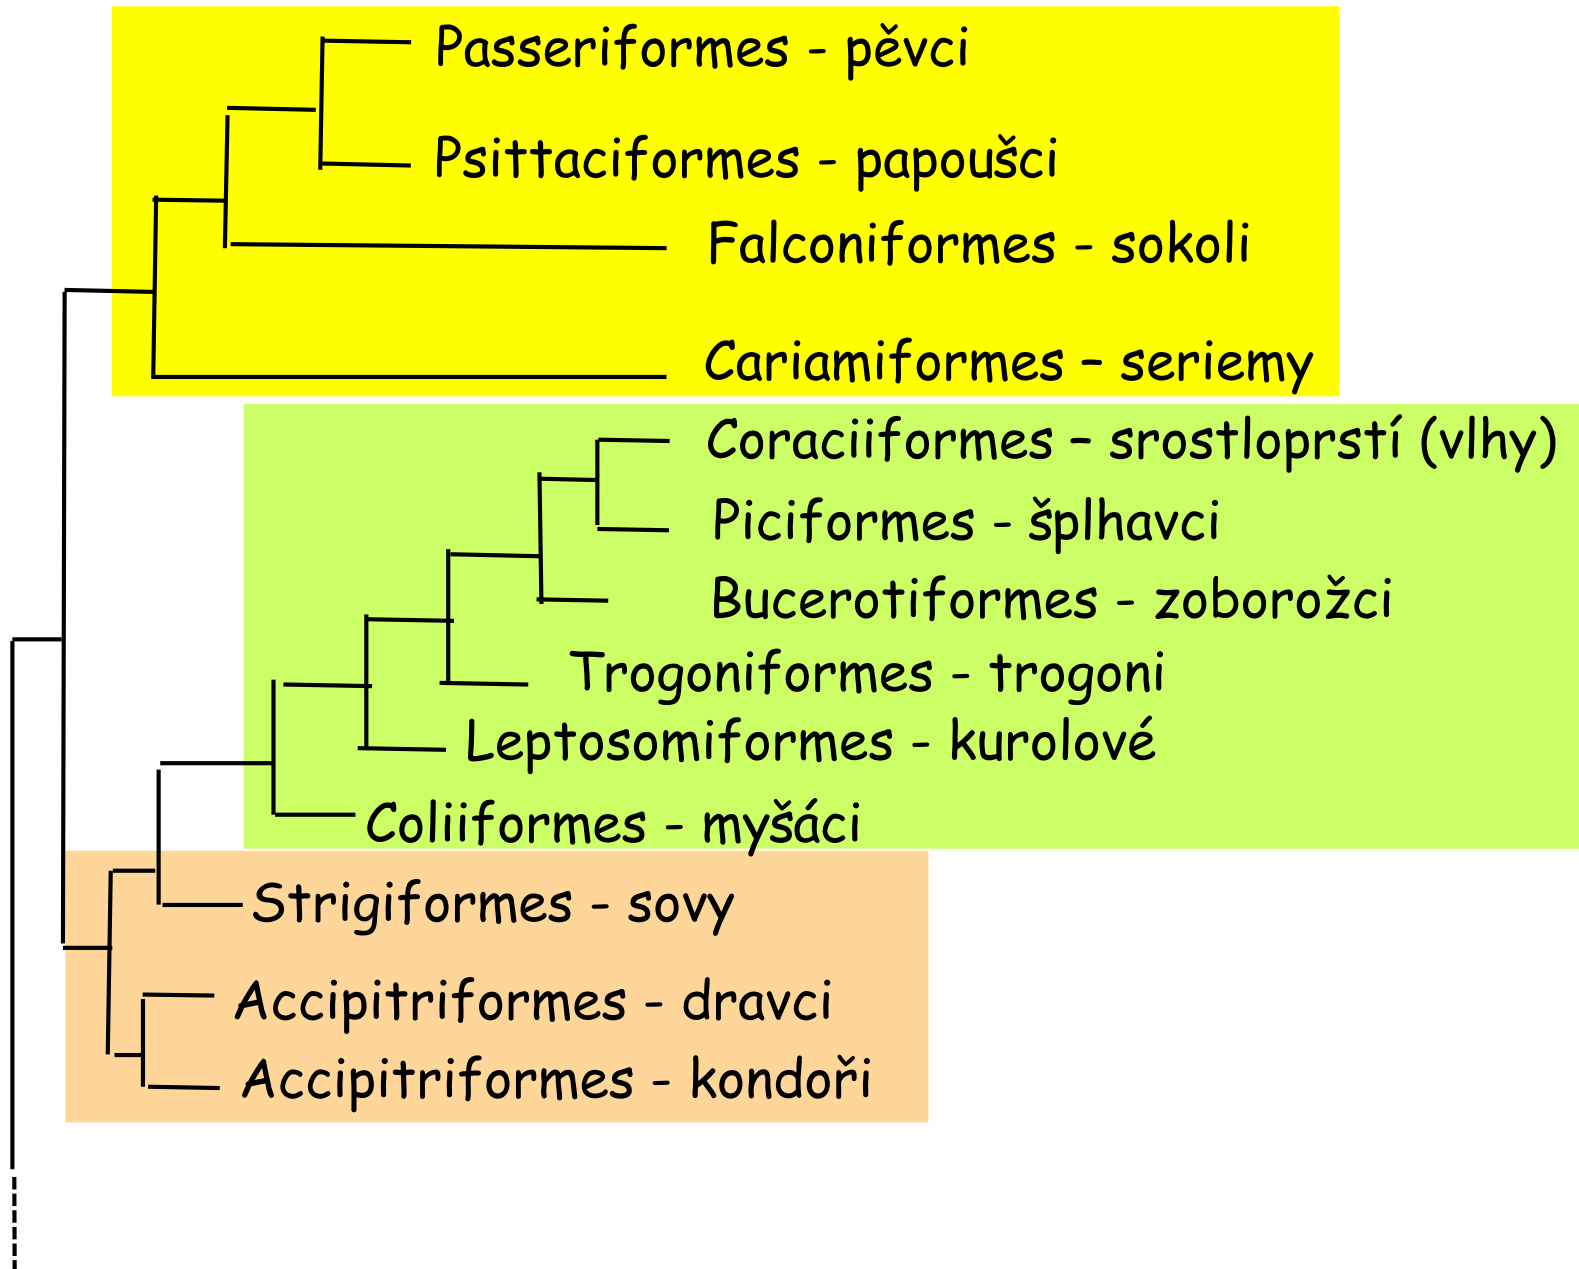 Passeriformes - pěvci
Psittaciformes - papoušci
Falconiformes - sokoli
Cariamiformes – seriemy
Coraciiformes – srostloprstí (vlhy)
Piciformes - šplhavci
Bucerotiformes - zoborožci
Trogoniformes - trogoni
Leptosomiformes - kurolové
Coliiformes - myšáci
Strigiformes - sovy
Accipitriformes - dravci
Accipitriformes - kondoři